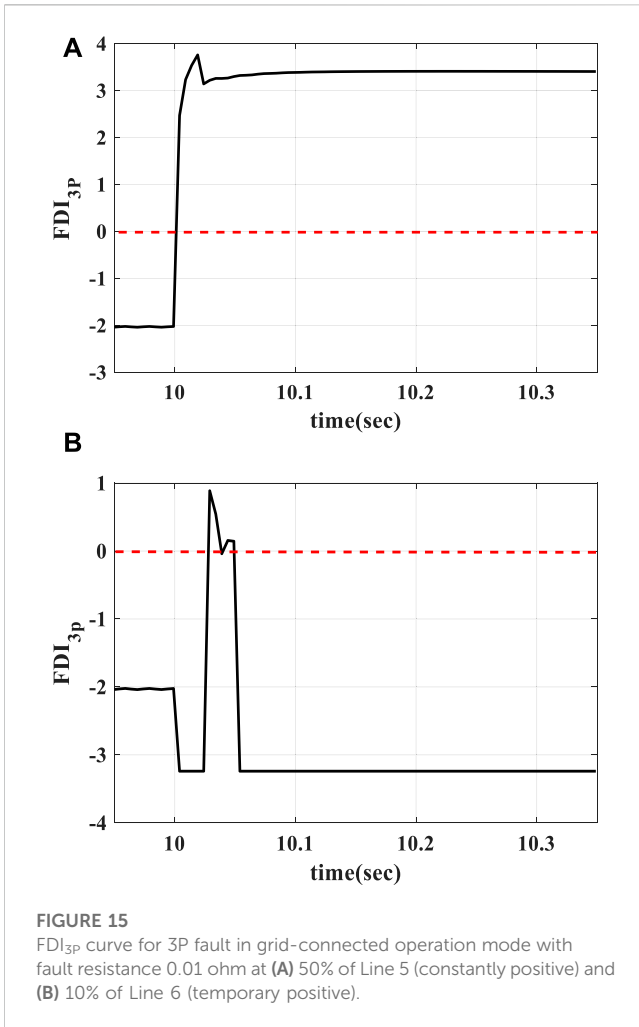 A
4
3
2
1
0
-1
-2
-3
FDI3P
10 10.1 10.2 10.3
time(sec)
B
1
0
-1
-2
-3
-4
FDI3p
10 10.1 10.2 10.3
time(sec)
FIGURE 15
FDI3P curve for 3P fault in grid-connected operation mode with
fault resistance 0.01 ohm at (A) 50% of Line 5 (constantly positive) and
(B) 10% of Line 6 (temporary positive).